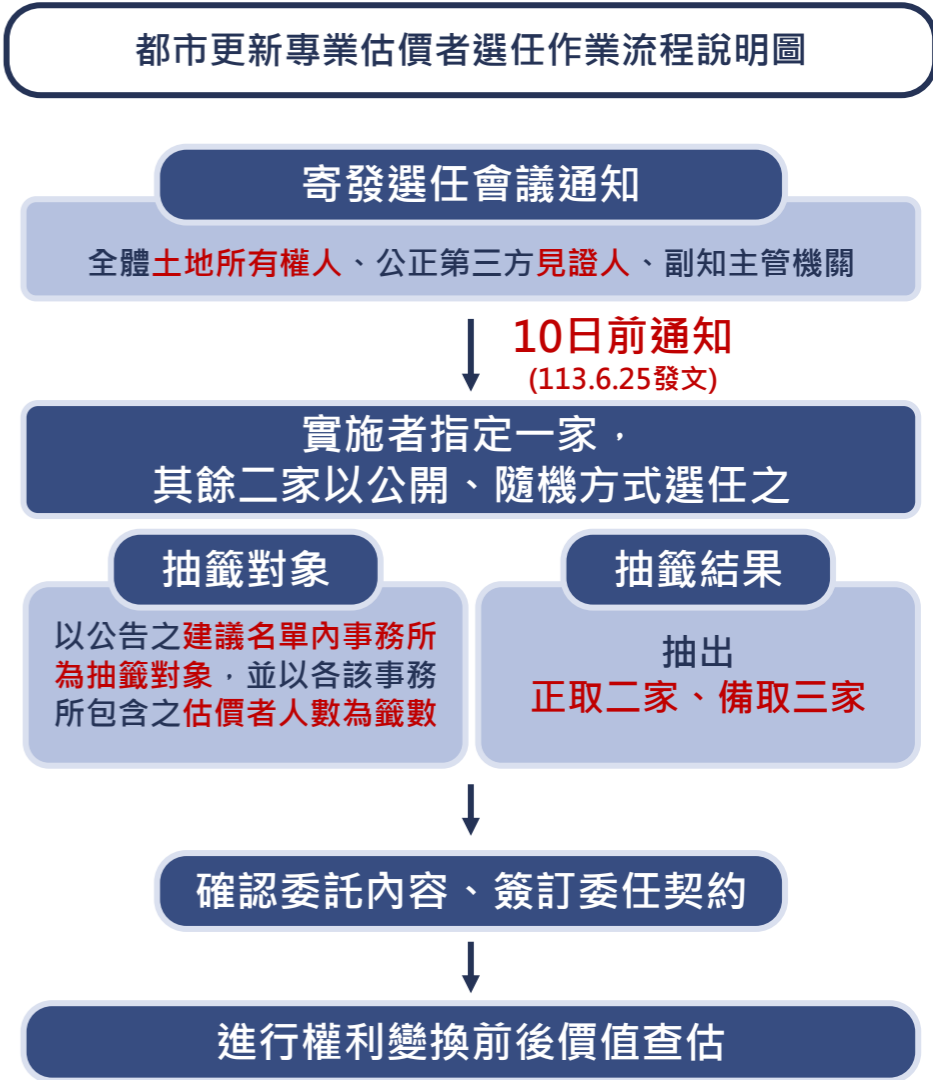 都市更新專業估價者選任作業流程說明圖
寄發選任會議通知
全體土地所有權人、公正第三方見證人、副知主管機關
10日前通知
(113.6.25發文)
實施者指定一家，
其餘二家以公開、隨機方式選任之
抽籤對象
以公告之建議名單內事務所
為抽籤對象，並以各該事務
所包含之估價者人數為籤數
抽籤結果
抽出
正取二家、備取三家
確認委託內容、簽訂委任契約
進行權利變換前後價值查估